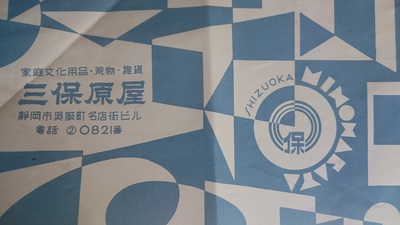 家庭文化用品・荒物・雑貨
三保原屋
静岡市呉服町名店街ビル
電話 ②0821番
SHIZUOKA
MIHOHARAYA
保